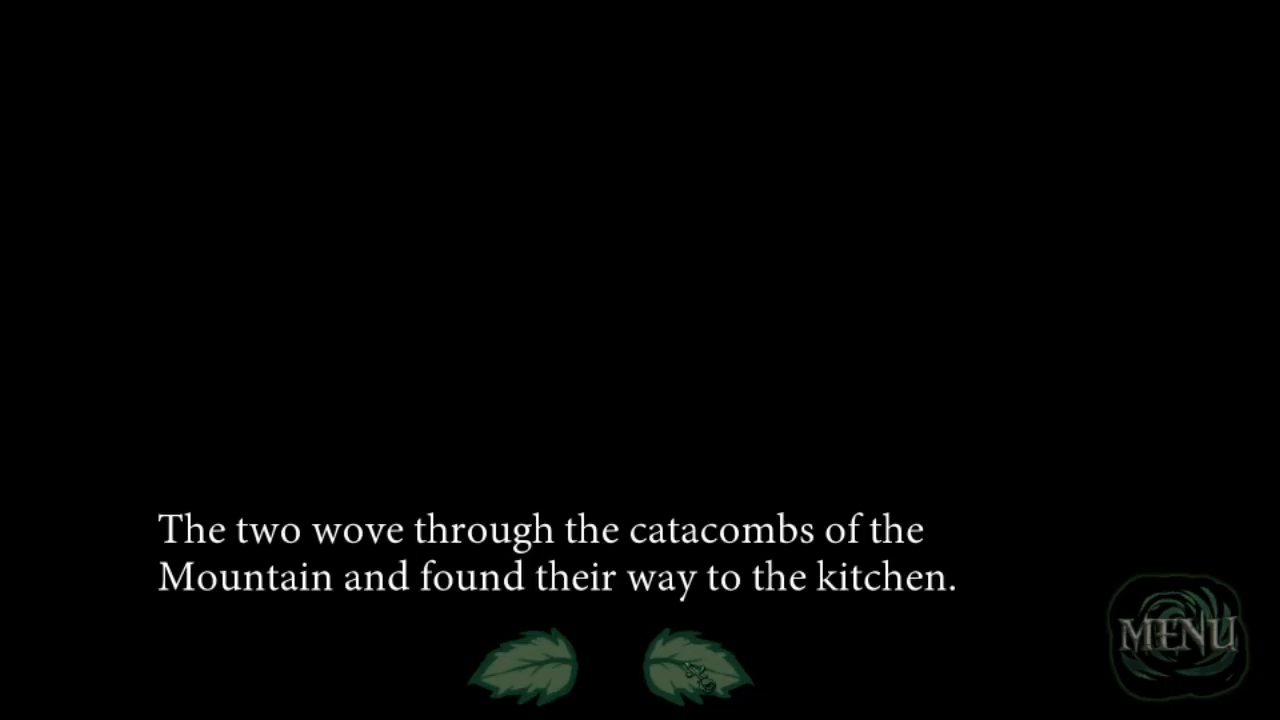 The two wove through the catacombs of the
Mountain and found their way to the kitchen.
MENU